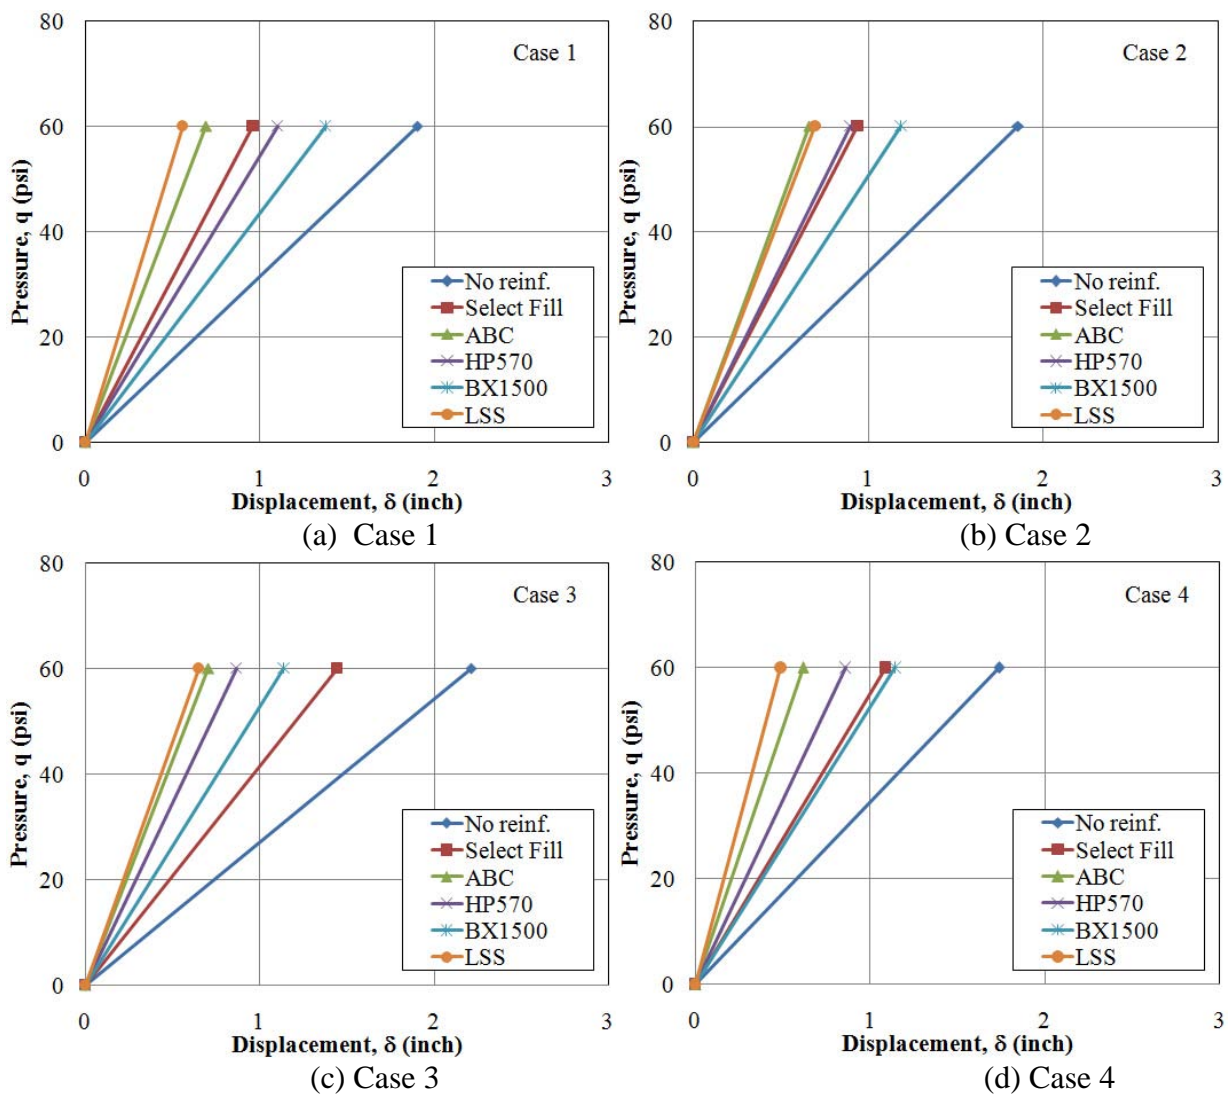 80
60
40
20
0
Pressure, q (psi)
Case 1
No reinf.
Select Fill
ABC
HP570
BX1500
LSS
0 1 2 3
Displacement, δ (inch)
(a) Case 1
80
60
40
20
0
Pressure, q (psi)
Case 2
No reinf.
Select Fill
ABC
HP570
BX1500
LSS
0 1 2 3
Displacement, δ (inch)
(b) Case 2
80
60
40
20
0
Pressure, q (psi)
Case 3
No reinf.
Select Fill
ABC
HP570
BX1500
LSS
0 1 2 3
Displacement, δ (inch)
(c) Case 3
80
60
40
20
0
Pressure, q (psi)
Case 4
No reinf.
Select Fill
ABC
HP570
BX1500
LSS
0 1 2 3
Displacement, δ (inch)
(d) Case 4